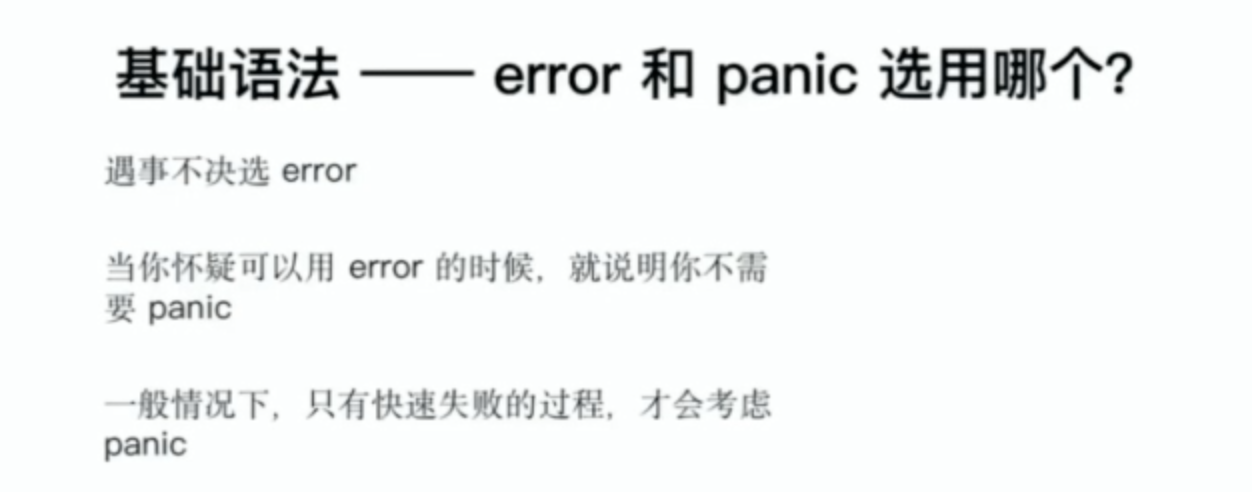 基础语法 —— error 和 panic 选用哪个?
遇事不决选 error
当你怀疑可以用 error 的时候，就说明你不需
要 panic
一般情况下，只有快速失败的过程，才会考虑
panic